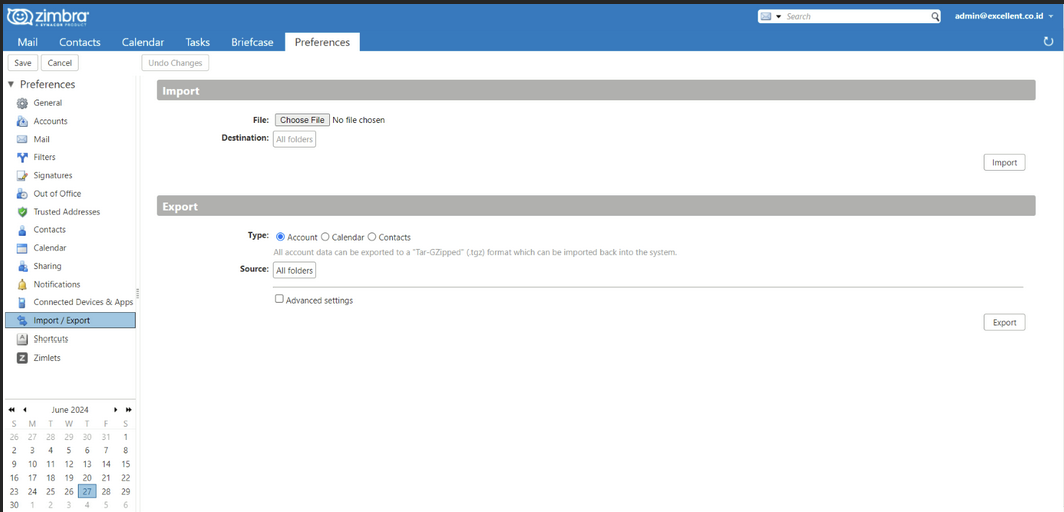 zimbra
A SYNACOR PRODUCT
Search
admin@excellent.co.id
Mail Contacts Calendar Tasks Briefcase Preferences
Save Cancel Undo Changes
Preferences
General
Accounts
Mail
Filters
Signatures
Out of Office
Trusted Addresses
Contacts
Calendar
Sharing
Notifications
Connected Devices & Apps
Import / Export
Shortcuts
Zimlets
Import
File: Choose File No file chosen
Destination: All folders
Import
Export
Type: Account Calendar Contacts
All account data can be exported to a "Tar-GZipped" (.tgz) format which can be imported back into the system.
Source: All folders
Advanced settings
Export
June 2024
S M T W T F S
26 27 28 29 30 31 1
2 3 4 5 6 7 8
9 10 11 12 13 14 15
16 17 18 19 20 21 22
23 24 25 26 27 28 29
30 1 2 3 4 5 6